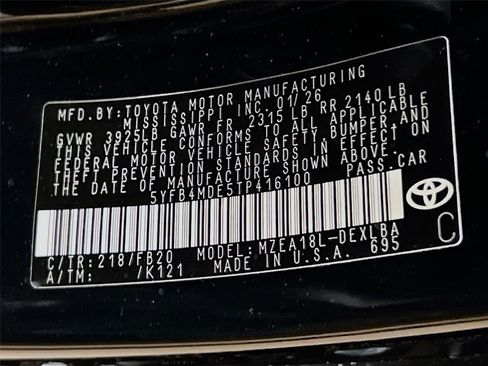 MFD.BY:TOYOTA MOTOR MANUFACTURING
MISSISSIPPI INC. 01/26
GVWR 3925LB GAWR FR 2315 LB RR 2140 LB
THIS VEHICLE CONFORMS TO ALL APPLICABLE
FEDERAL MOTOR VEHICLE SAFETY, BUMPER,AND
THEFT PREVENTION STANDARDS IN EFFECT ON
THE DATE OF MANUFACTURE SHOWN ABOVE.
5YFB4MDE5TP416100 PASS.CAR
C/TR:218/FB20 MODEL:MZEA18L-DEXLBA
A/TM: /K121 MADE IN U.S.A. 695
C